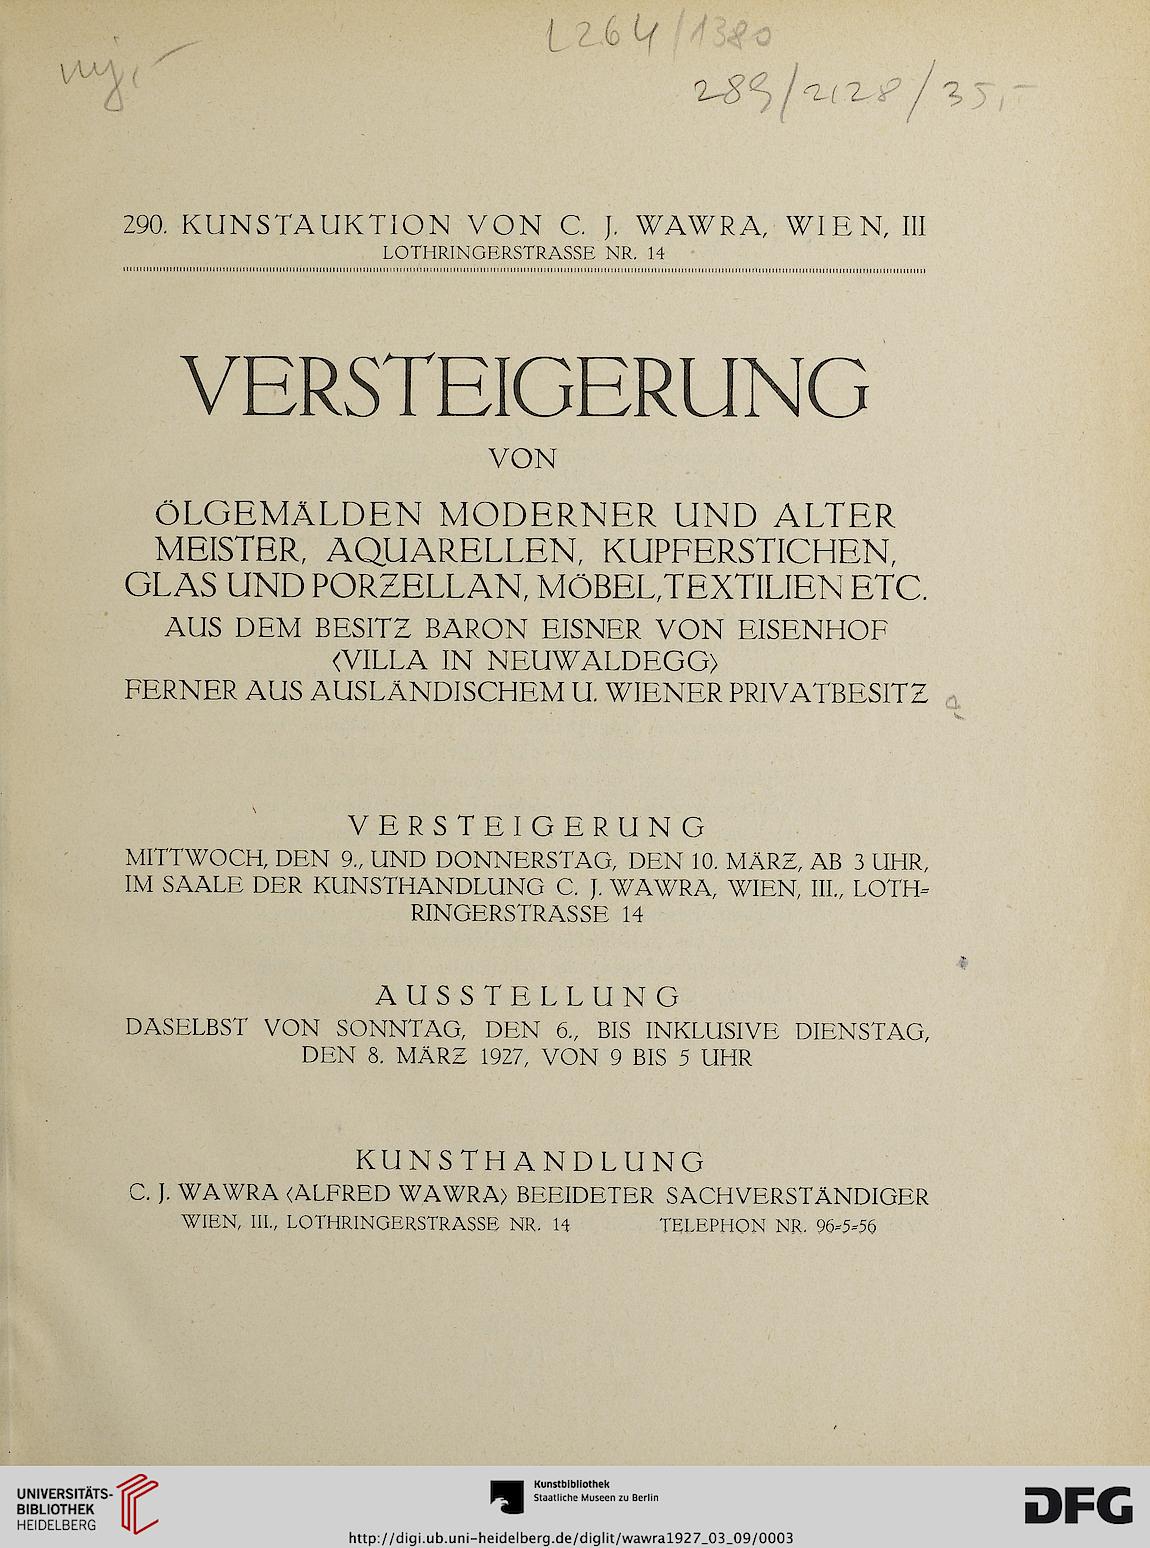 L264/1380
289/2128/35,-
290. KUNSTAUKTION VON C. J. WAWRA, WIEN, III
LOTHRINGERSTRASSE NR. 14
VERSTEIGERUNG
VON
ÖLGEMÄLDEN MODERNER UND ALTER
MEISTER, AQUARELLEN, KUPFERSTICHEN,
GLAS UND PORZELLAN, MÖBEL, TEXTILIEN ETC.
AUS DEM BESITZ BARON EISNER VON EISENHOF
⟨VILLA IN NEUWALDEGG⟩
FERNER AUS AUSLÄNDISCHEM U. WIENER PRIVATBESITZ
VERSTEIGERUNG
MITTWOCH, DEN 9., UND DONNERSTAG, DEN 10. MÄRZ, AB 3 UHR,
IM SAALE DER KUNSTHANDLUNG C. J. WAWRA, WIEN, III., LOTH-
RINGERSTRASSE 14
AUSSTELLUNG
DASELBST VON SONNTAG, DEN 6., BIS INKLUSIVE DIENSTAG,
DEN 8. MÄRZ 1927, VON 9 BIS 5 UHR
KUNSTHANDLUNG
C. J. WAWRA ⟨ALFRED WAWRA⟩ BEEIDETER SACHVERSTÄNDIGER
WIEN, III., LOTHRINGERSTRASSE NR. 14 TELEPHON NR. 96-5-56
UNIVERSITÄTS-
BIBLIOTHEK
HEIDELBERG
Kunstbibliothek
Staatliche Museen zu Berlin
DFG
http://digi.ub.uni-heidelberg.de/diglit/wawra1927_03_09/0003